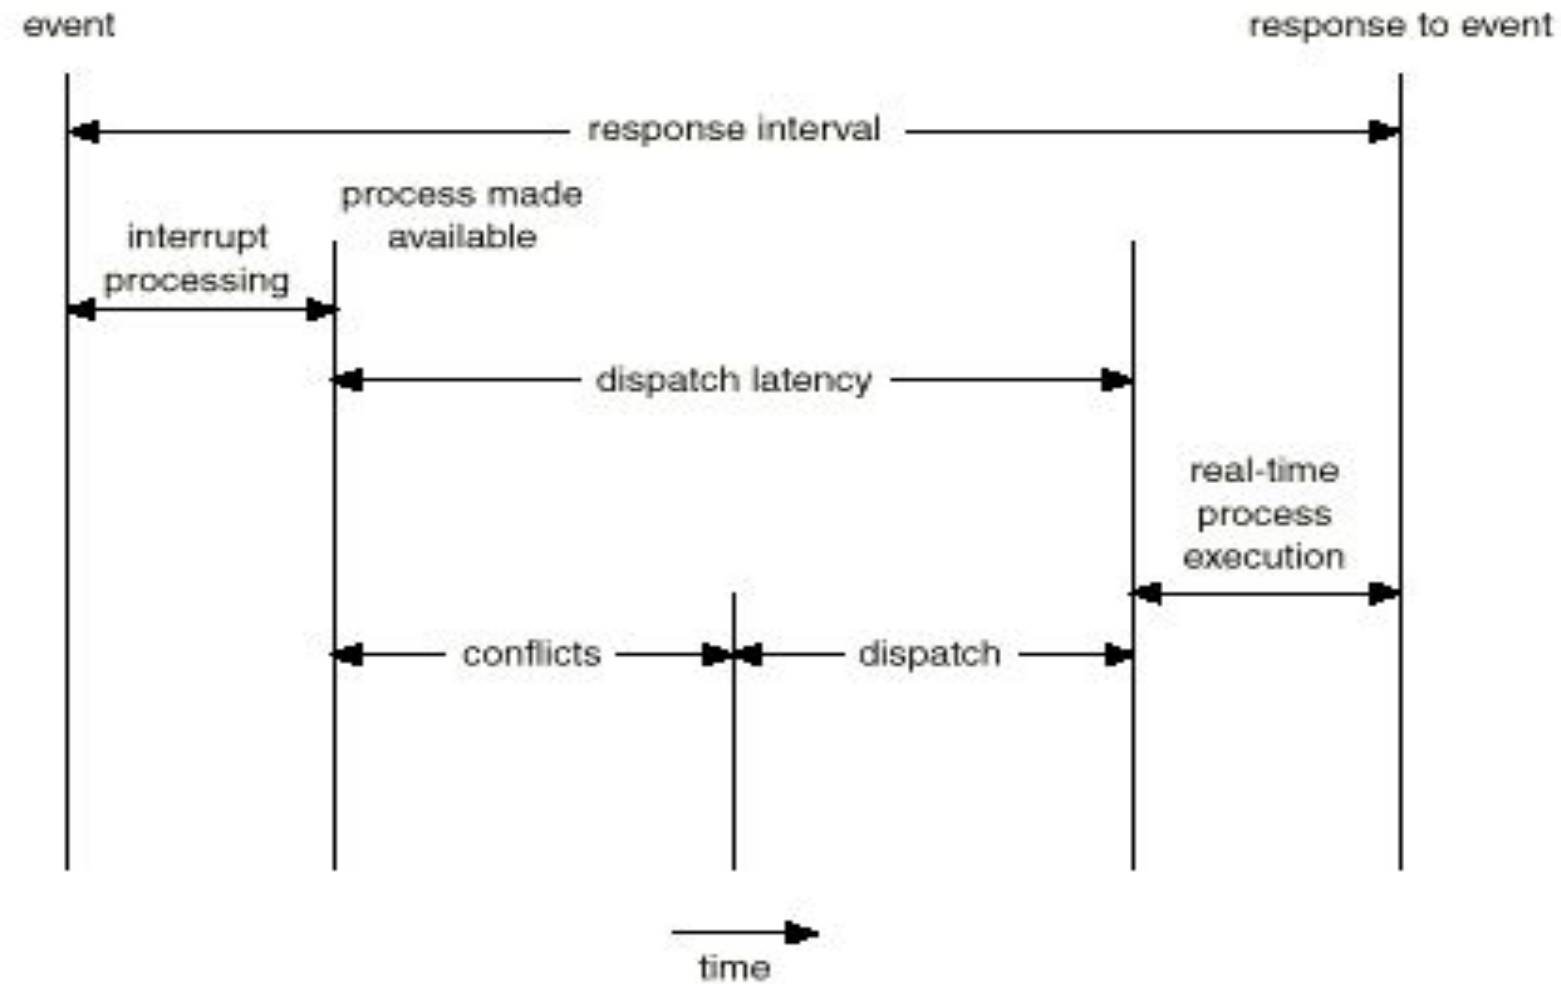 event
response to event
response interval
process made
available
interrupt
processing
dispatch latency
real-time
process
execution
conflicts
dispatch
time